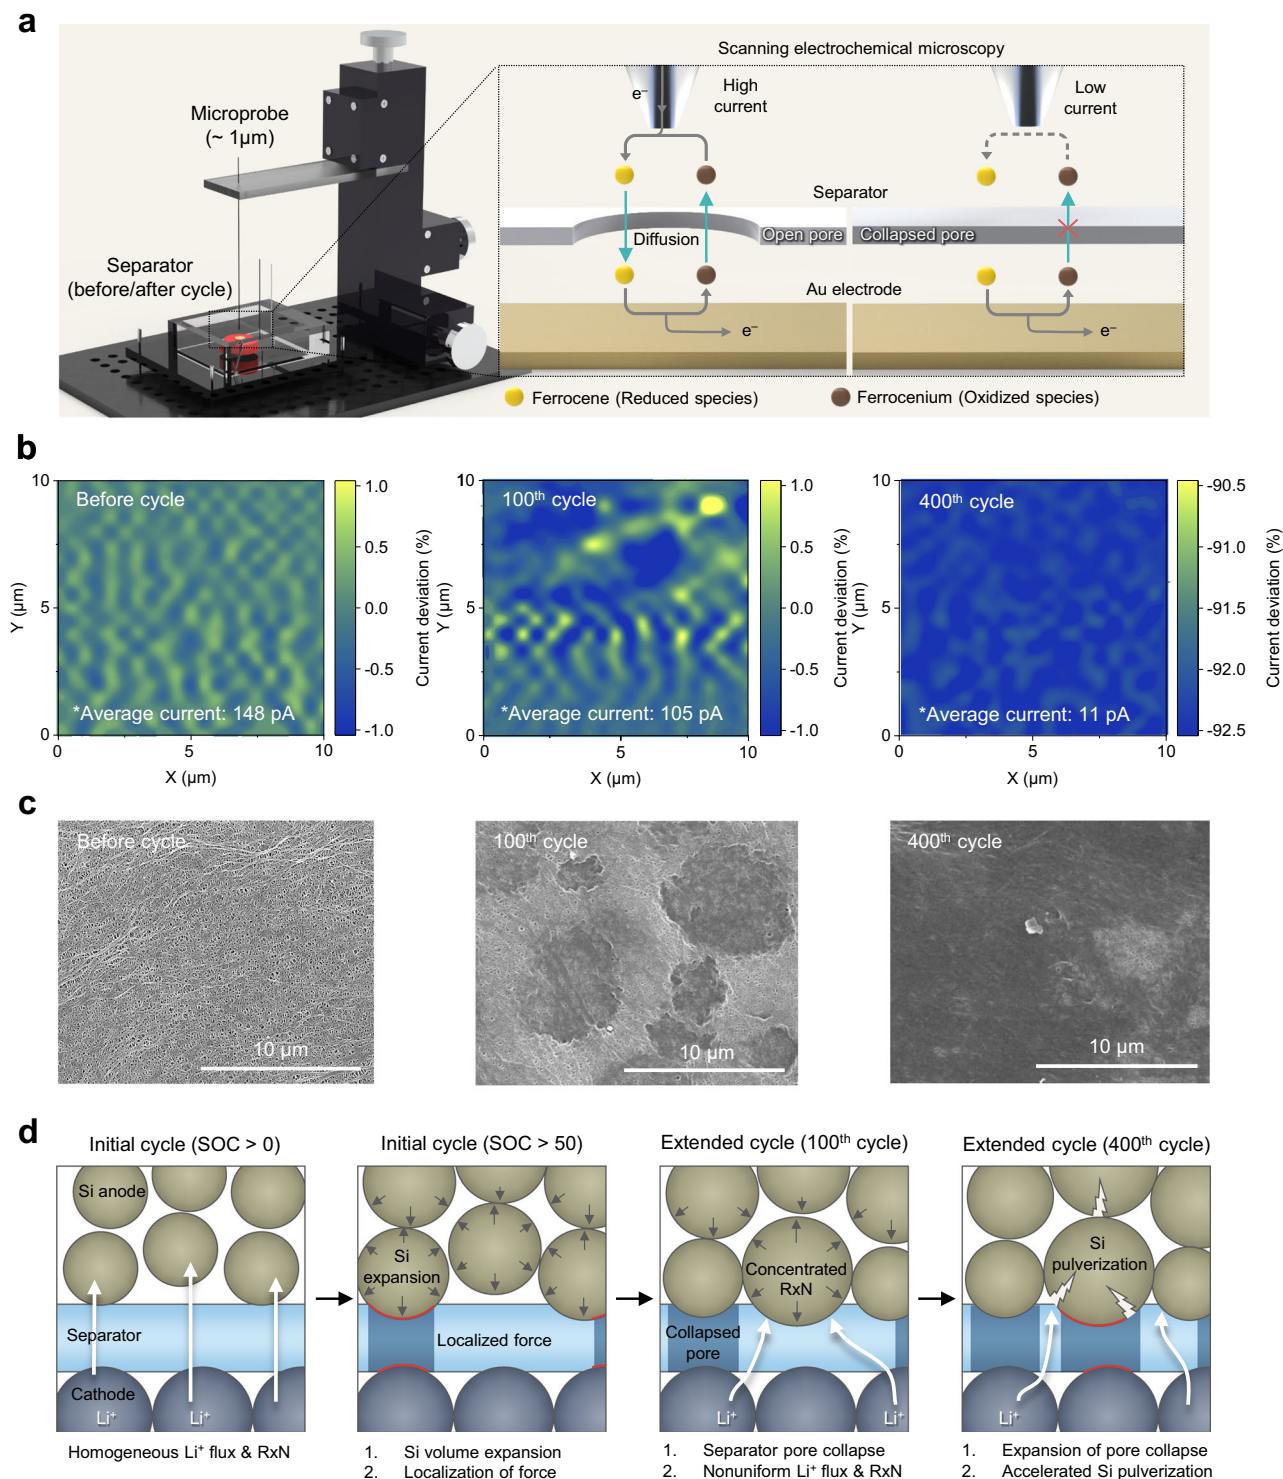 a
Scanning electrochemical microscopy
Microprobe
(~ 1μm)
e⁻
High
current
Low
current
Separator
Open pore
Collapsed pore
Diffusion
Separator
(before/after cycle)
Au electrode
e⁻
e⁻
Ferrocene (Reduced species)
Ferrocenium (Oxidized species)
b
Before cycle
*Average current: 148 pA
10
5
0
Y (μm)
0
5
10
X (μm)
1.0
0.5
0.0
-0.5
-1.0
Current deviation (%)
100th cycle
*Average current: 105 pA
10
5
0
Y (μm)
0
5
10
X (μm)
1.0
0.5
0.0
-0.5
-1.0
Current deviation (%)
400th cycle
*Average current: 11 pA
10
5
0
Y (μm)
0
5
10
X (μm)
-90.5
-91.0
-91.5
-92.0
-92.5
Current deviation (%)
c
Before cycle
10 μm
100th cycle
10 μm
400th cycle
10 μm
d
Initial cycle (SOC > 0)
Si anode
Separator
Cathode
Li⁺
Li⁺
Homogeneous Li⁺ flux & RxN
Initial cycle (SOC > 50)
Si
expansion
Localized force
1. Si volume expansion
2. Localization of force
Extended cycle (100th cycle)
Concentrated
RxN
Collapsed
pore
Li⁺
Li⁺
1. Separator pore collapse
2. Nonuniform Li⁺ flux & RxN
Extended cycle (400th cycle)
Si
pulverization
Li⁺
1. Expansion of pore collapse
2. Accelerated Si pulverization